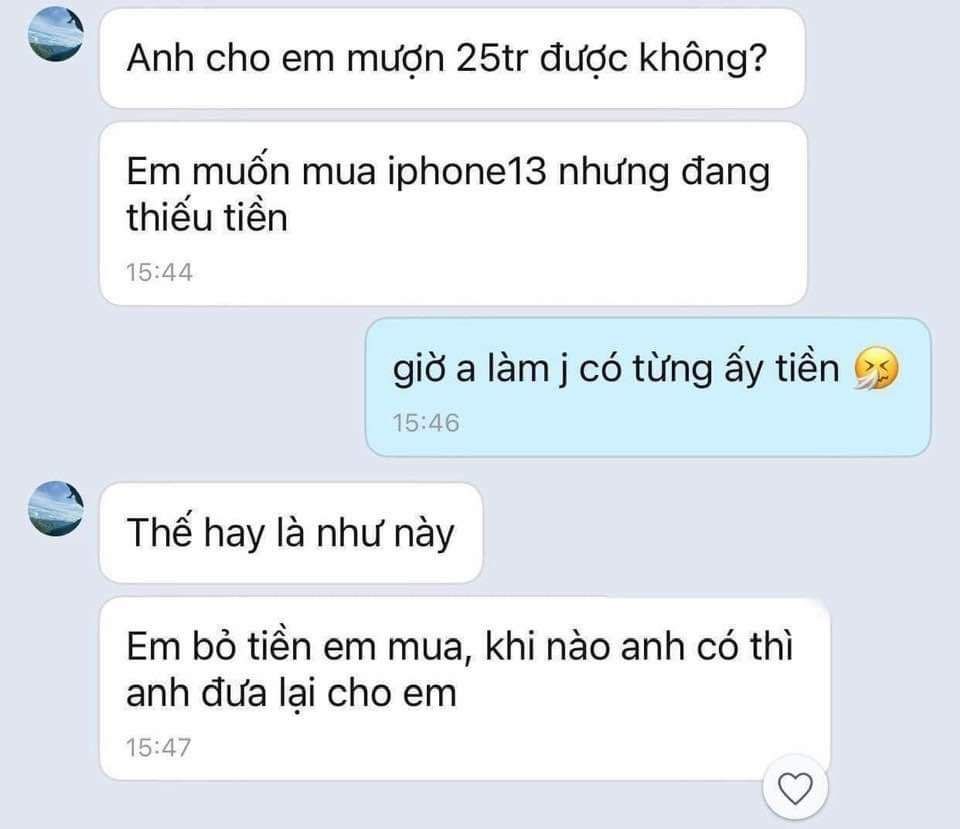 Anh cho em mượn 25tr được không?
Em muốn mua iphone13 nhưng đang
thiếu tiền
15:44
giờ a làm j có từng ấy tiền 🤧
15:46
Thế hay là như này
Em bỏ tiền em mua, khi nào anh có thì
anh đưa lại cho em
15:47